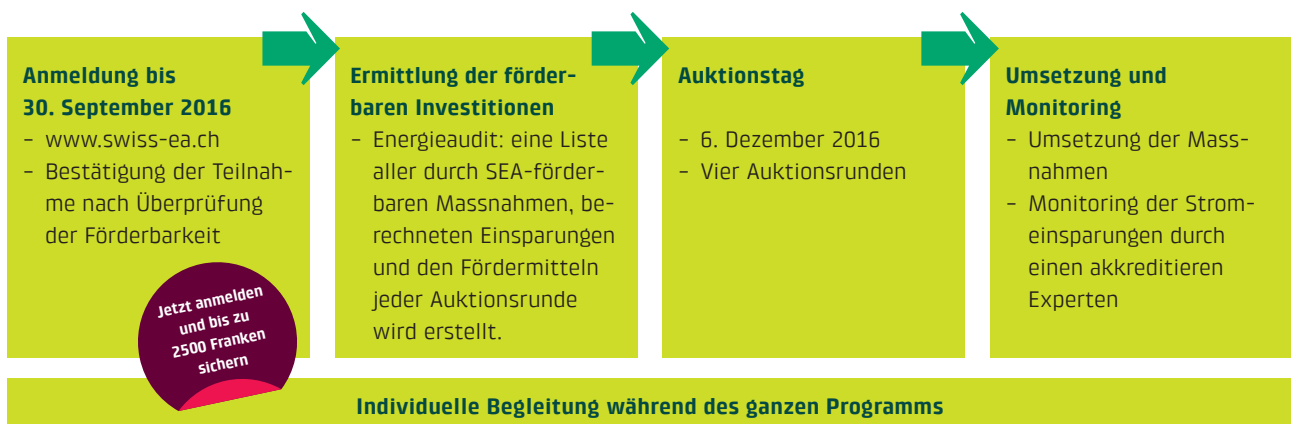 Anmeldung bis
30. September 2016
- www.swiss-ea.ch
- Bestätigung der Teilnah-
me nach Überprüfung
der Förderbarkeit
Jetzt anmelden
und bis zu
2500 Franken
sichern
Ermittlung der förder-
baren Investitionen
- Energieaudit: eine Liste
aller durch SEA-förder-
baren Massnahmen, be-
rechneten Einsparungen
und den Fördermitteln
jeder Auktionsrunde
wird erstellt.
Auktionstag
- 6. Dezember 2016
- Vier Auktionsrunden
Umsetzung und
Monitoring
- Umsetzung der Mass-
nahmen
- Monitoring der Strom-
einsparungen durch
einen akkreditieren
Experten
Individuelle Begleitung während des ganzen Programms